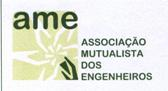 ame
ASSOCIAÇÃO
MUTUALISTA
DOS
ENGENHEIROS